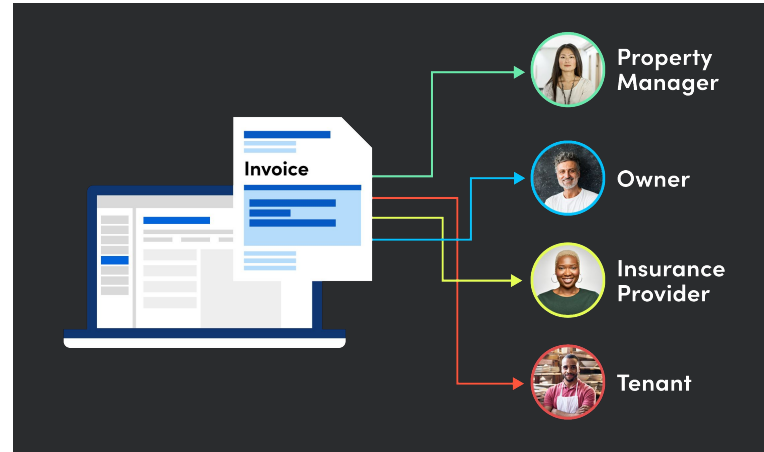 Invoice
Property
Manager
Owner
Insurance
Provider
Tenant